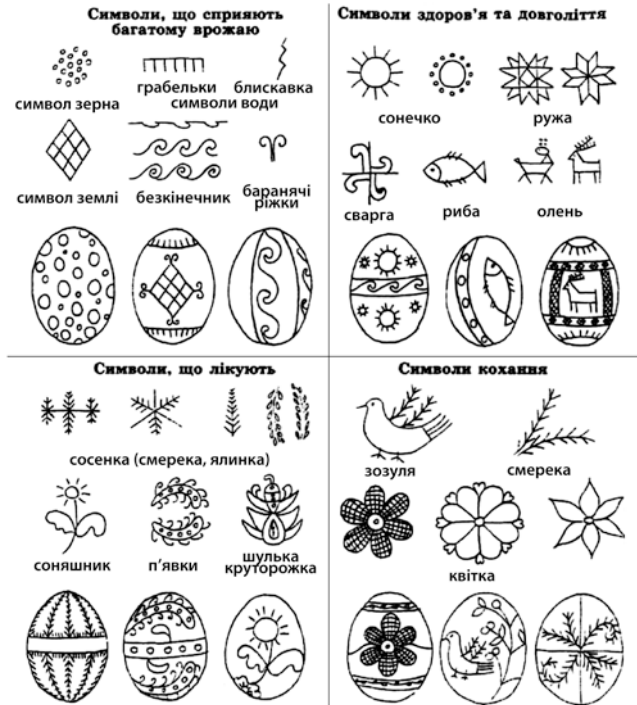 Символи, що сприяють
багатому врожаю
символ зерна
грабельки
блискавка
символи води
символ землі
безкінечник
баранячі
ріжки
Символи здоров'я та довголіття
сонечко
ружа
сварга
риба
олень
Символи, що лікують
сосенка (смерека, ялинка)
соняшник
п'явки
шулька
круторожка
Символи кохання
зозуля
смерека
квітка